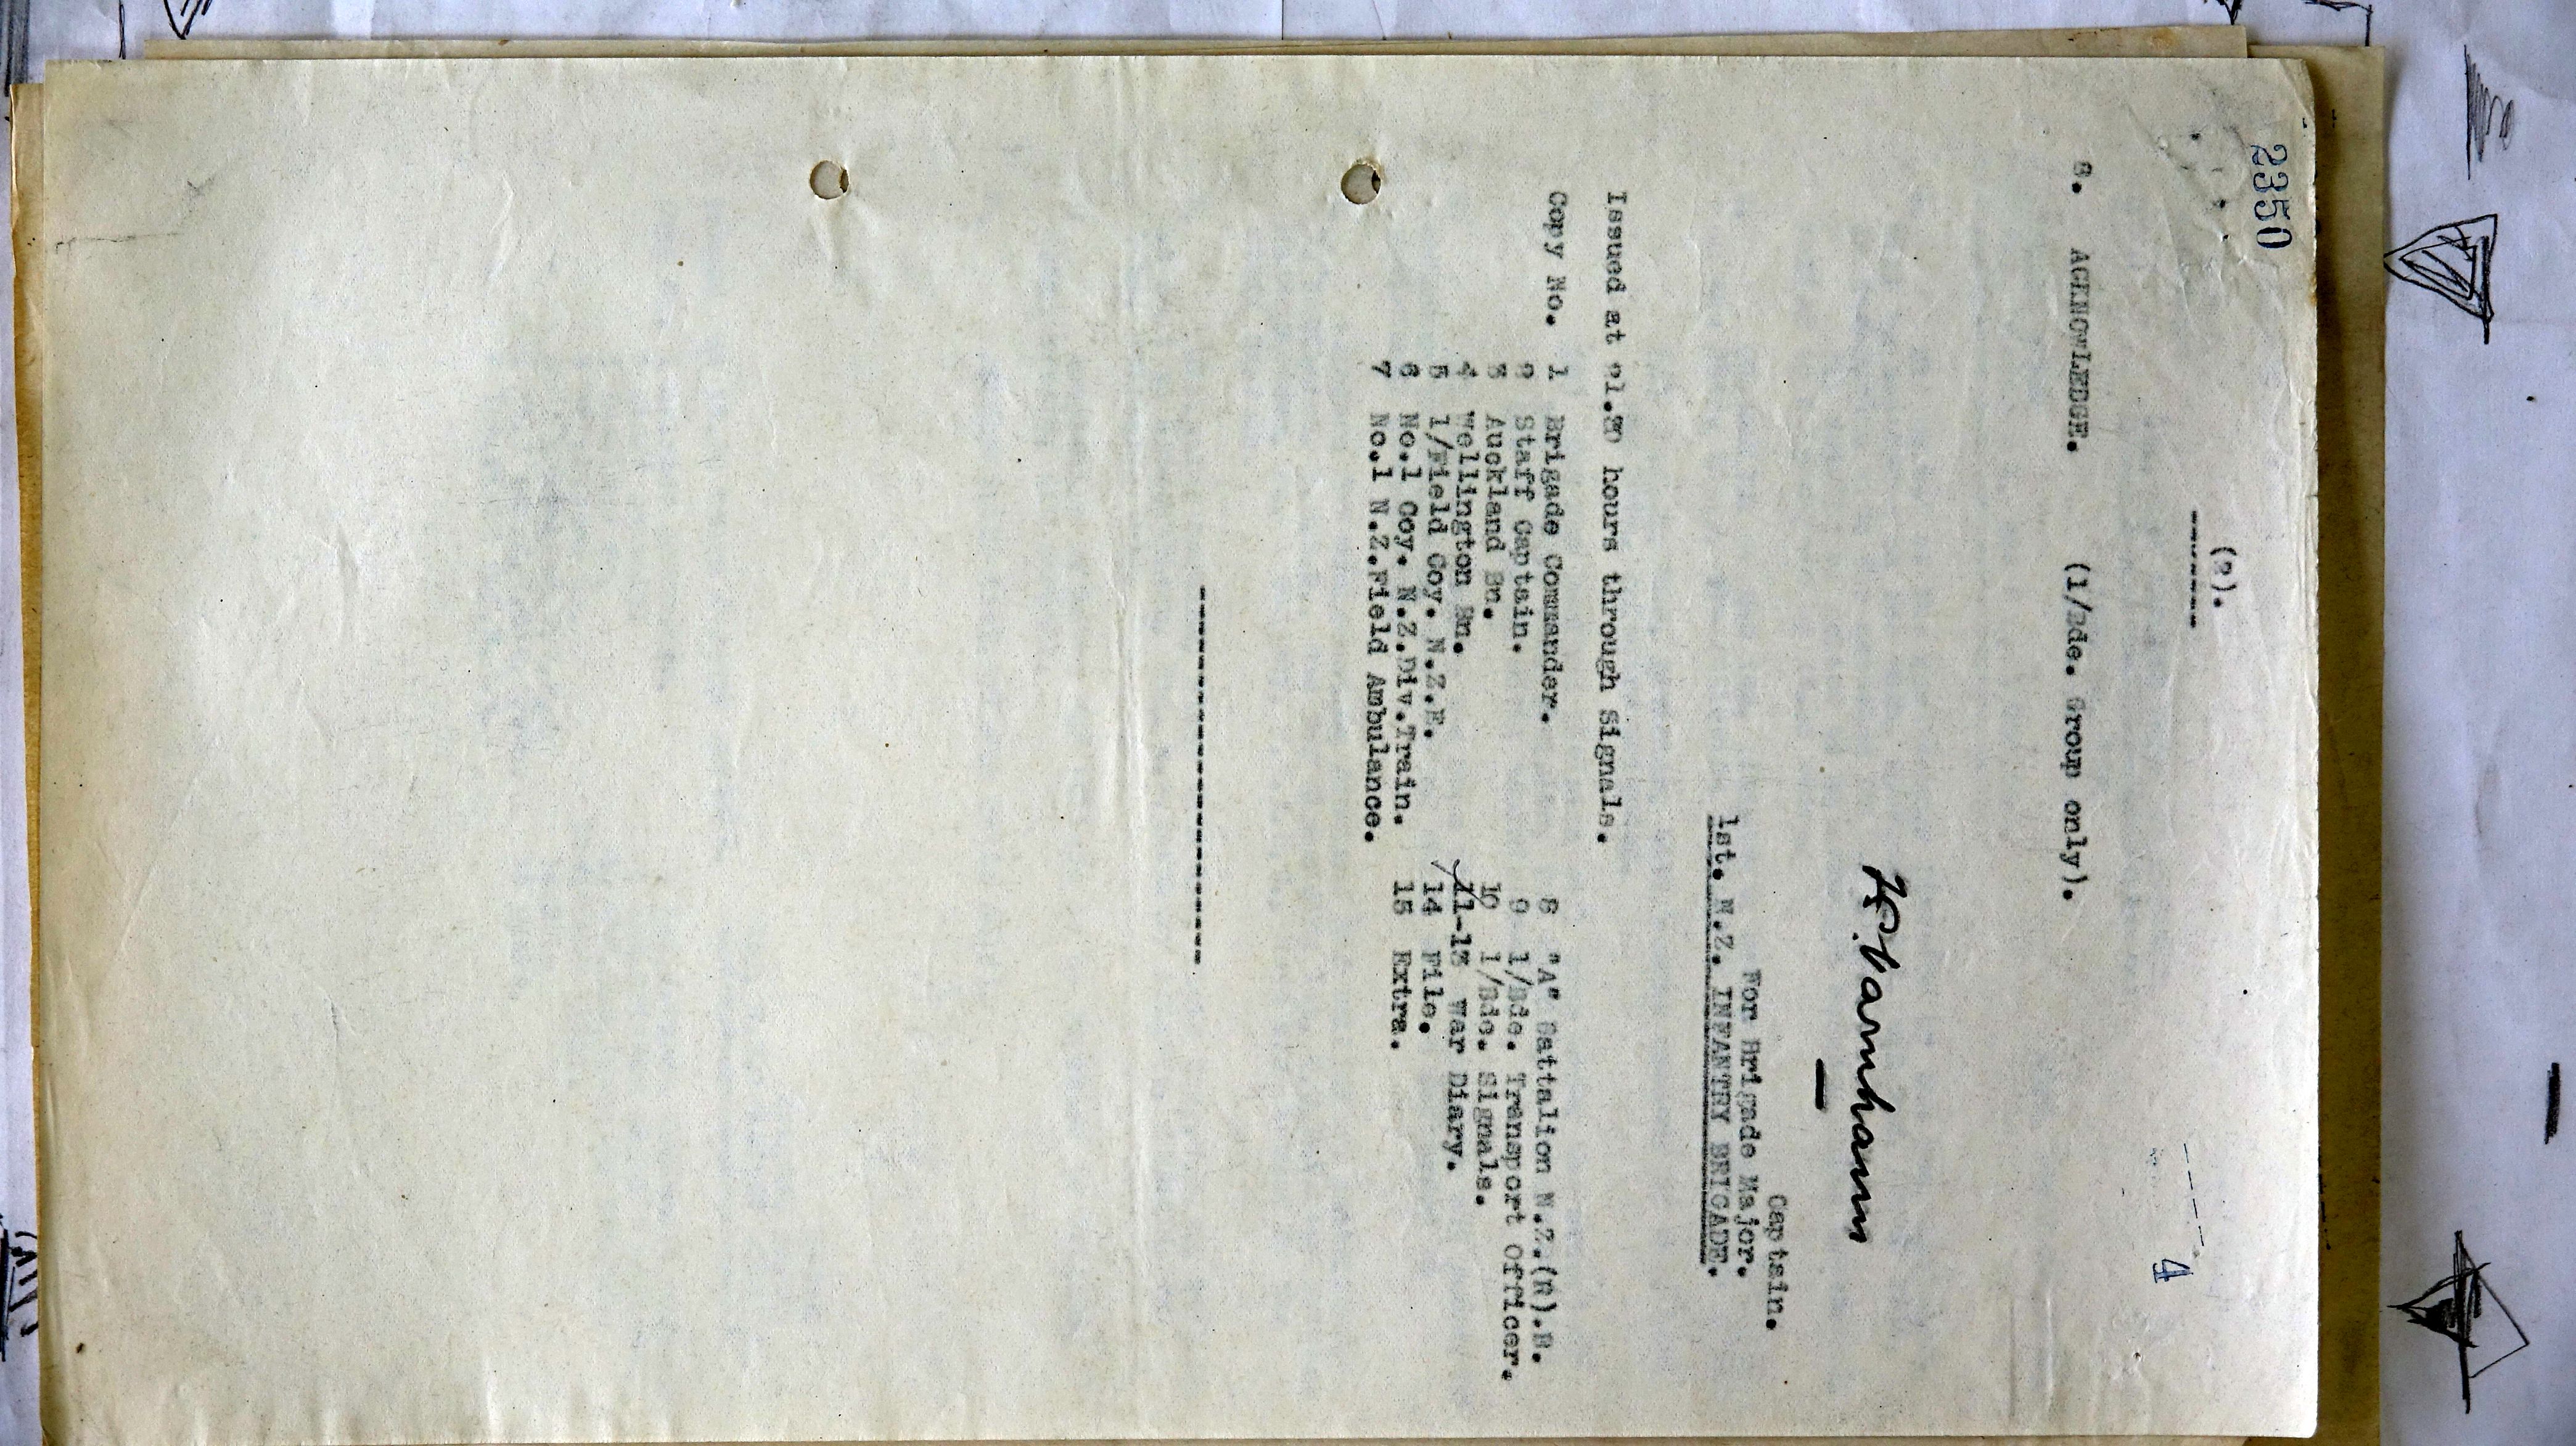 2350
(2).
8. ACKNOWLEDGE. (1/Bde. Group only).
4
Captain.
For Brigade Major.
1st. N.Z. INFANTRY BRIGADE.
Issued at 21.30 hours through Signals.
Copy No. 1 Brigade Commander. 8 "A" Battalion N.Z.(R).B.
2 Staff Captain. 9 1/Bde. Transport Officer.
3 Auckland Bn. 10 1/Bde. Signals.
4 Wellington Bn. 11-13 War Diary.
5 1/Field Coy. N.Z.E. 14 File.
6 No.1 Coy. N.Z.Div.Train. 15 Extra.
7 No.1 N.Z.Field Ambulance.